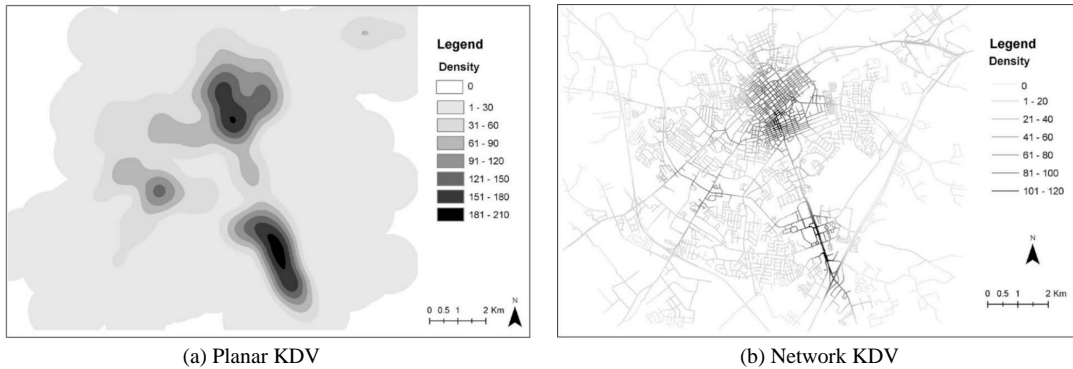 Legend
Density
0
1 - 30
31 - 60
61 - 90
91 - 120
121 - 150
151 - 180
181 - 210
N
0 0.5 1 2 Km
(a) Planar KDV
Legend
Density
0
1 - 20
21 - 40
41 - 60
61 - 80
81 - 100
101 - 120
N
0 0.5 1 2 Km
(b) Network KDV